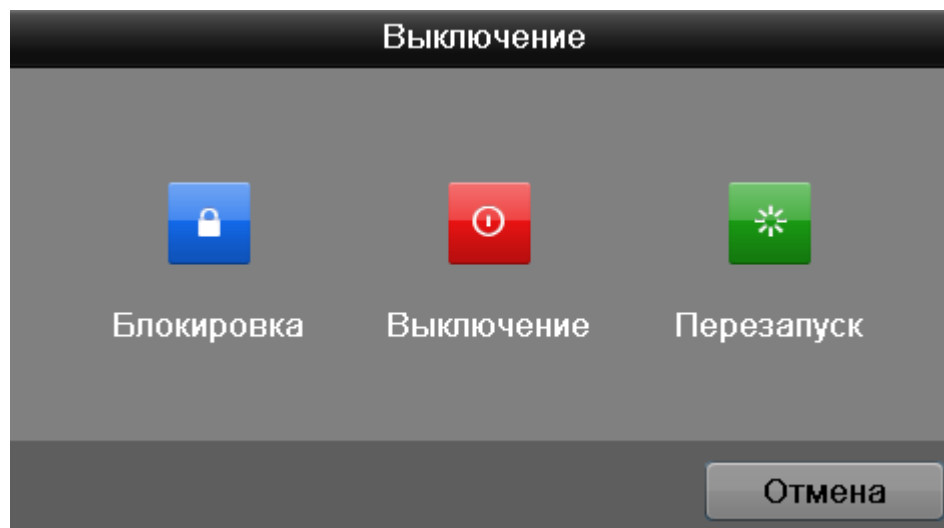 Выключение
Блокировка Выключение Перезапуск
Отмена